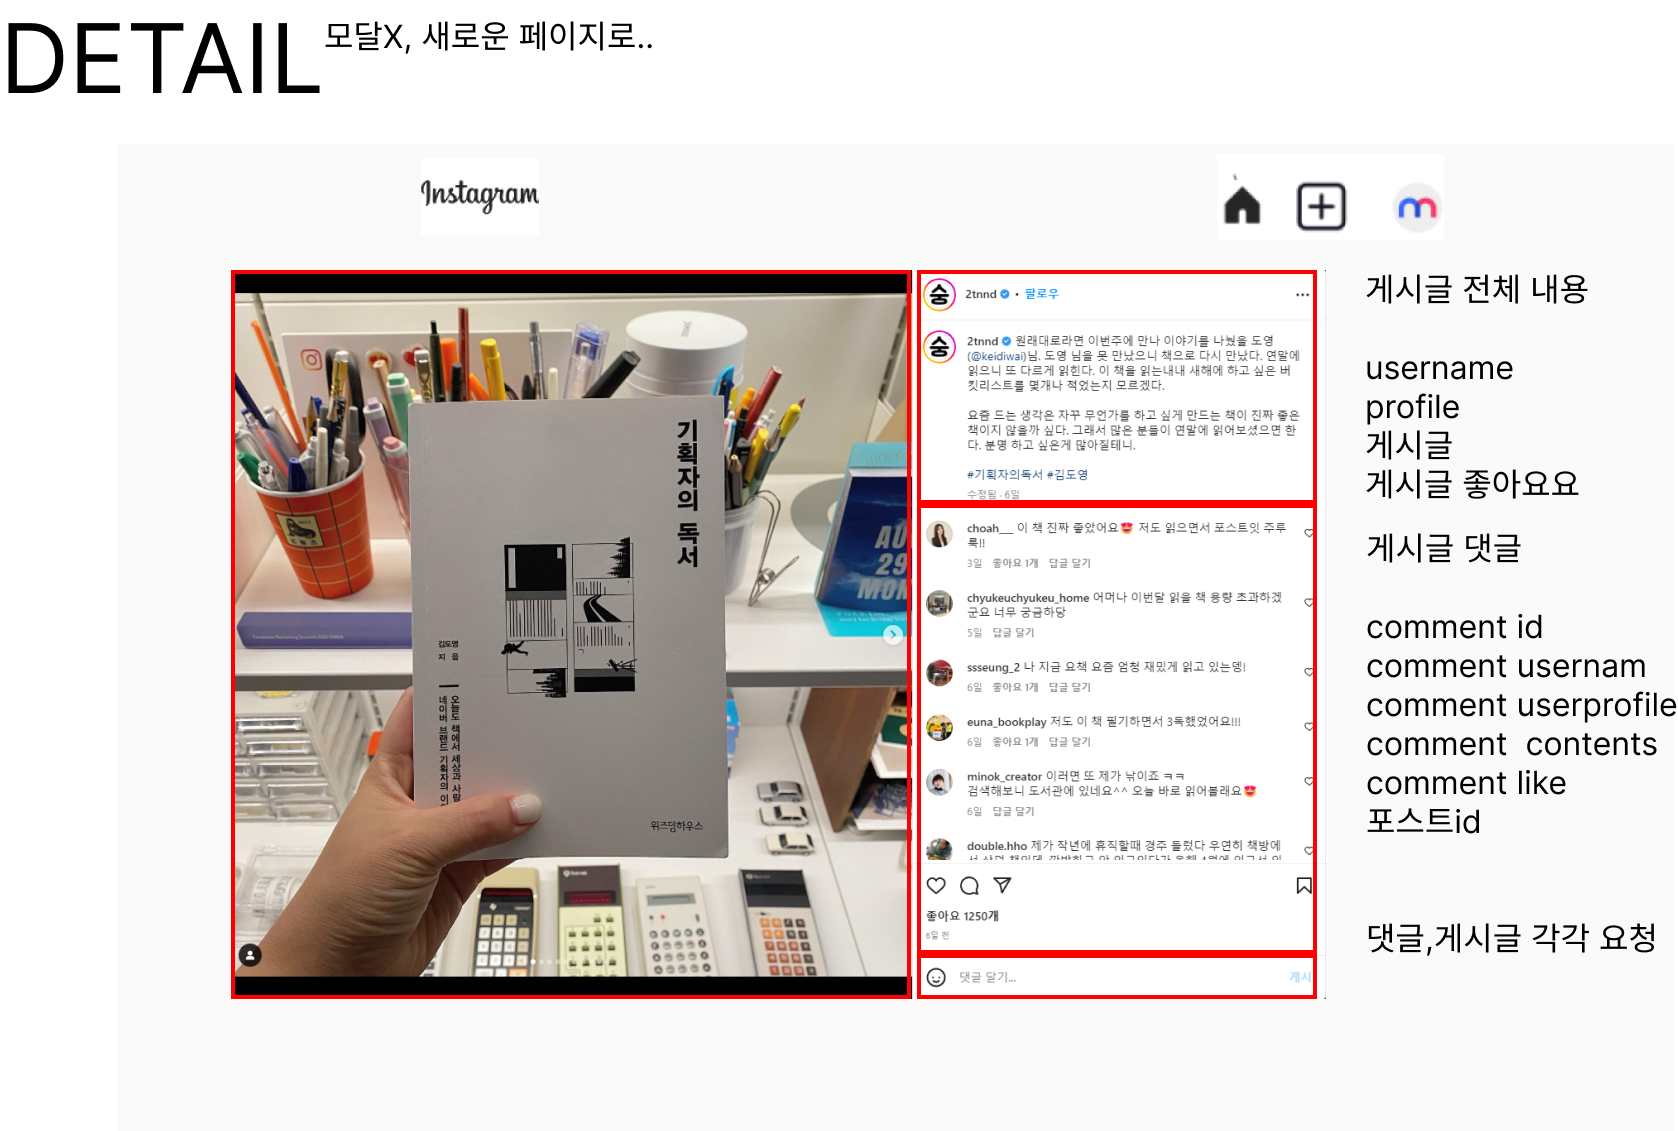 DETAIL
모달X, 새로운 페이지로..
Instagram
기획자의 독서
김도영
지음
오늘도 책에서 세상과 사람
네이버 브랜드 기획자의
위즈덤하우스
AU
29
MON
2tnnd • 팔로우
2tnnd 원래대로라면 이번주에 만나 이야기를 나눴을 도영
(@keidiwai)님. 도영 님을 못 만났으니 책으로 다시 만났다. 연말에
읽으니 또 다르게 읽힌다. 이 책을 읽는내내 새해에 하고 싶은 버
킷리스트를 몇개나 적었는지 모르겠다.
요즘 드는 생각은 자꾸 무언가를 하고 싶게 만드는 책이 진짜 좋은
책이지 않을까 싶다. 그래서 많은 분들이 연말에 읽어보셨으면 한
다. 분명 하고 싶은게 많아질테니.
#기획자의독서 #김도영
수정됨 · 6일
choah__ 이 책 진짜 좋았어요😍 저도 읽으면서 포스트잇 주루
룩!!
3일 좋아요 1개 답글 달기
chyukeuchyukeu_home 어머나 이번달 읽을 책 용량 초과하겠
군요 너무 궁금하당
5일 답글 달기
ssseung_2 나 지금 요책 요즘 엄청 재밌게 읽고 있는뎅!
6일 좋아요 1개 답글 달기
euna_bookplay 저도 이 책 필기하면서 3독했었어요!!!
6일 좋아요 1개 답글 달기
minok_creator 이러면 또 제가 낚이죠 ㅋㅋ
검색해보니 도서관에 있네요^^ 오늘 바로 읽어볼래요😍
6일 답글 달기
double.hho 제가 작년에 휴직할때 경주 들렀다 우연히 책방에
좋아요 1250개
6일 전
댓글 달기...
게시
게시글 전체 내용
username
profile
게시글
게시글 좋아요요
게시글 댓글
comment id
comment usernam
comment userprofile
comment contents
comment like
포스트id
댓글,게시글 각각 요청